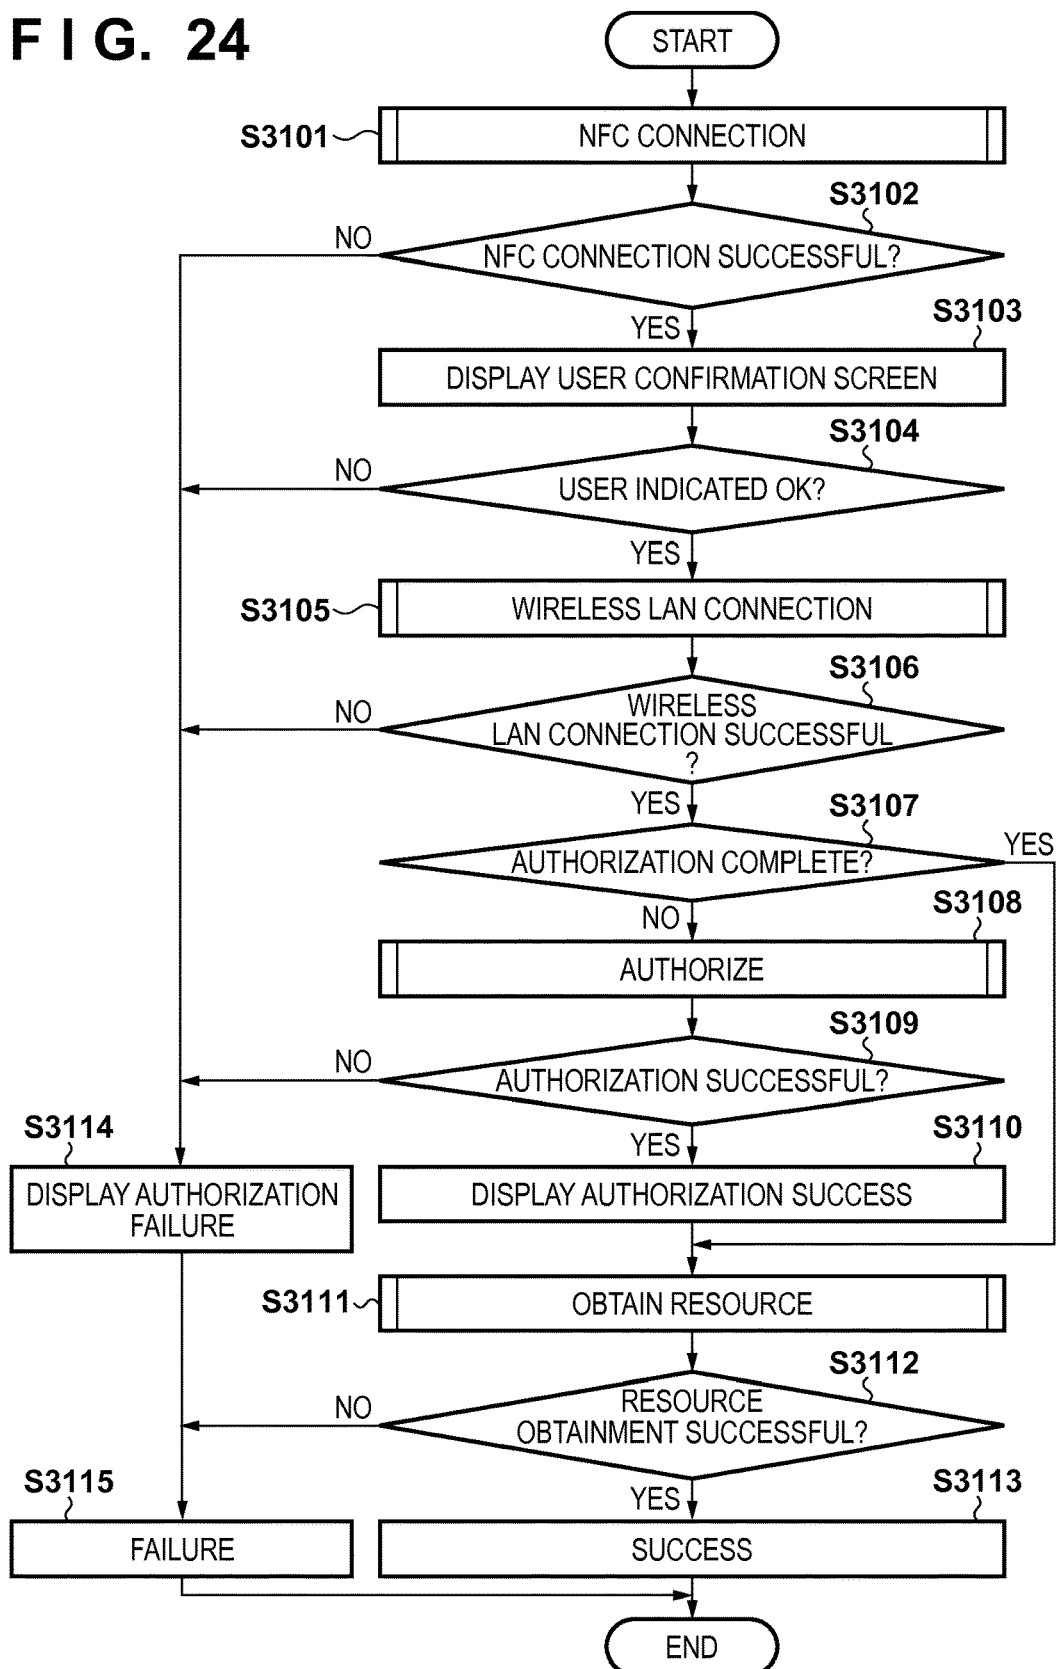 FIG. 24
START
S3101
NFC CONNECTION
S3102
NO
NFC CONNECTION SUCCESSFUL?
YES
S3103
DISPLAY USER CONFIRMATION SCREEN
S3104
NO
USER INDICATED OK?
YES
S3105
WIRELESS LAN CONNECTION
S3106
NO
WIRELESS
LAN CONNECTION SUCCESSFUL
?
YES
S3107
YES
AUTHORIZATION COMPLETE?
NO
S3108
AUTHORIZE
S3109
NO
AUTHORIZATION SUCCESSFUL?
YES
S3110
S3114
DISPLAY AUTHORIZATION
FAILURE
DISPLAY AUTHORIZATION SUCCESS
S3111
OBTAIN RESOURCE
S3112
NO
RESOURCE
OBTAINMENT SUCCESSFUL?
YES
S3115
S3113
FAILURE
SUCCESS
END